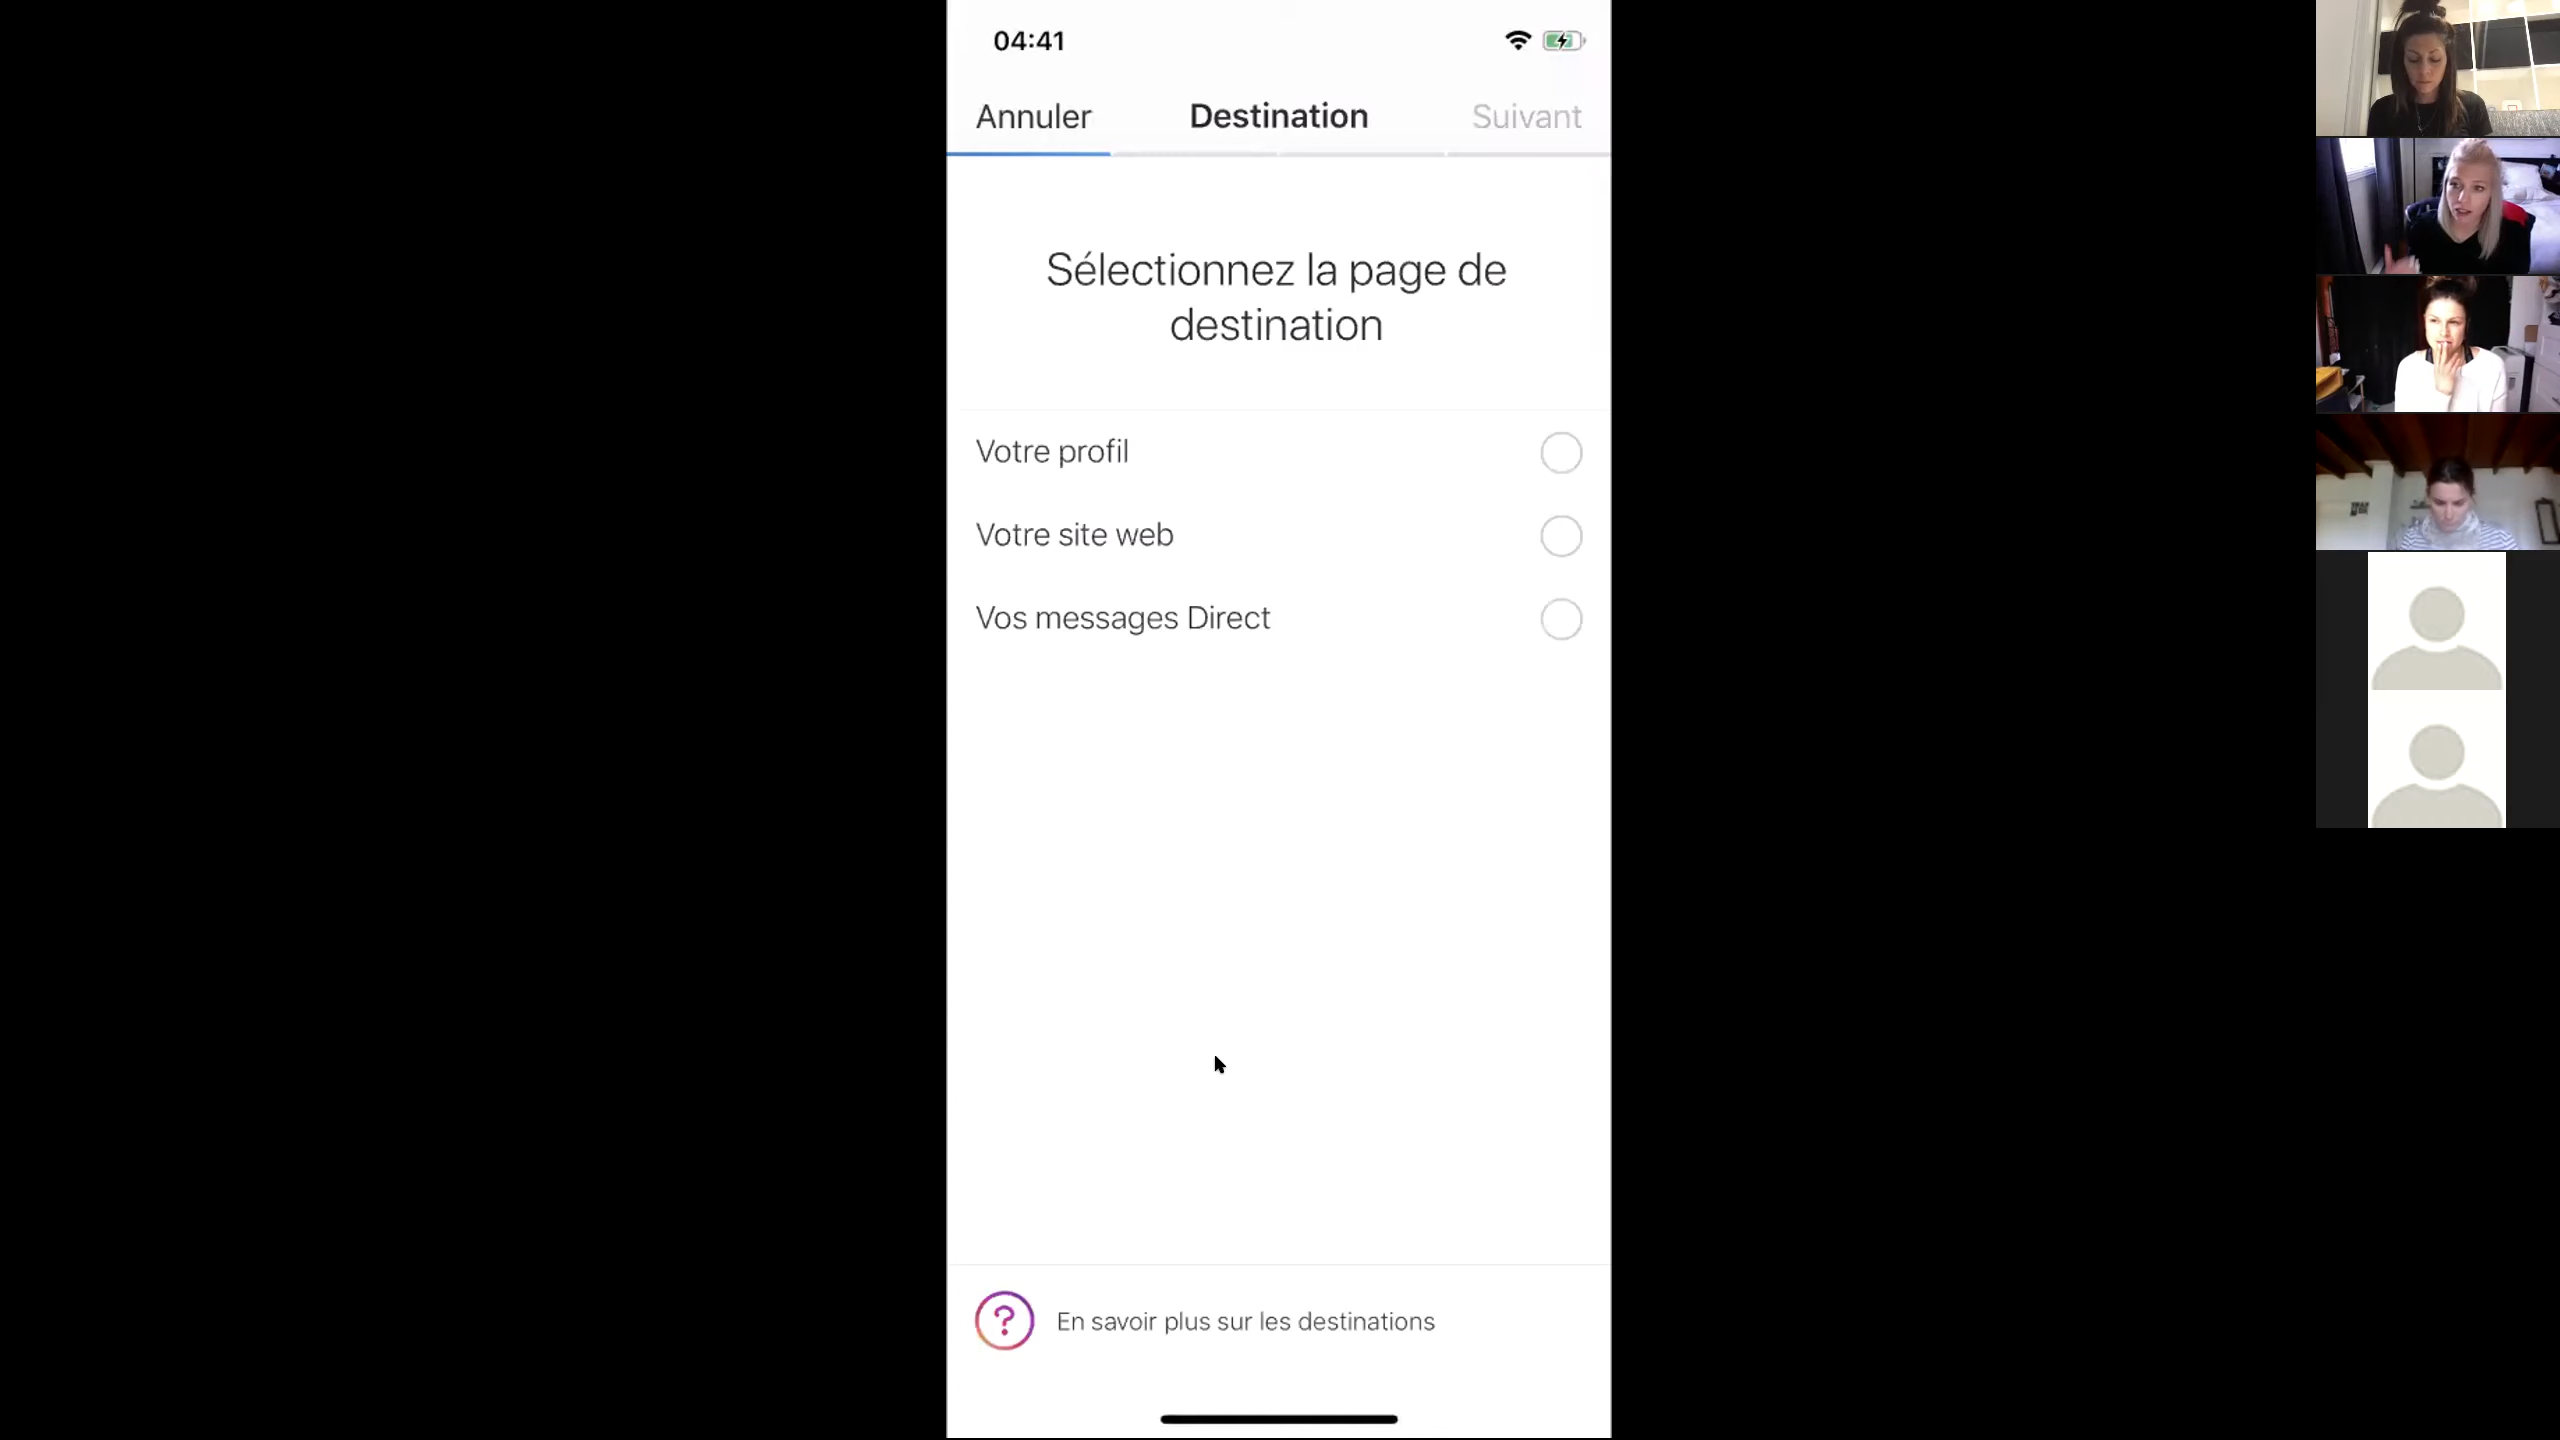 04:41
Annuler Destination Suivant
Sélectionnez la page de
destination
Votre profil
Votre site web
Vos messages Direct
? En savoir plus sur les destinations